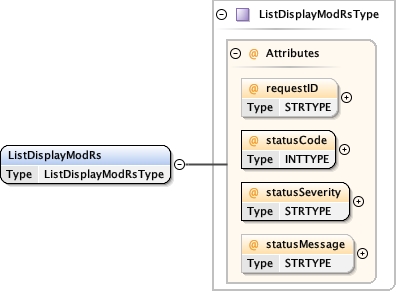 ListDisplayModRsType
@ Attributes
@ requestID
Type STRTYPE
@ statusCode
Type INTTYPE
ListDisplayModRs
Type ListDisplayModRsType
@ statusSeverity
Type STRTYPE
@ statusMessage
Type STRTYPE